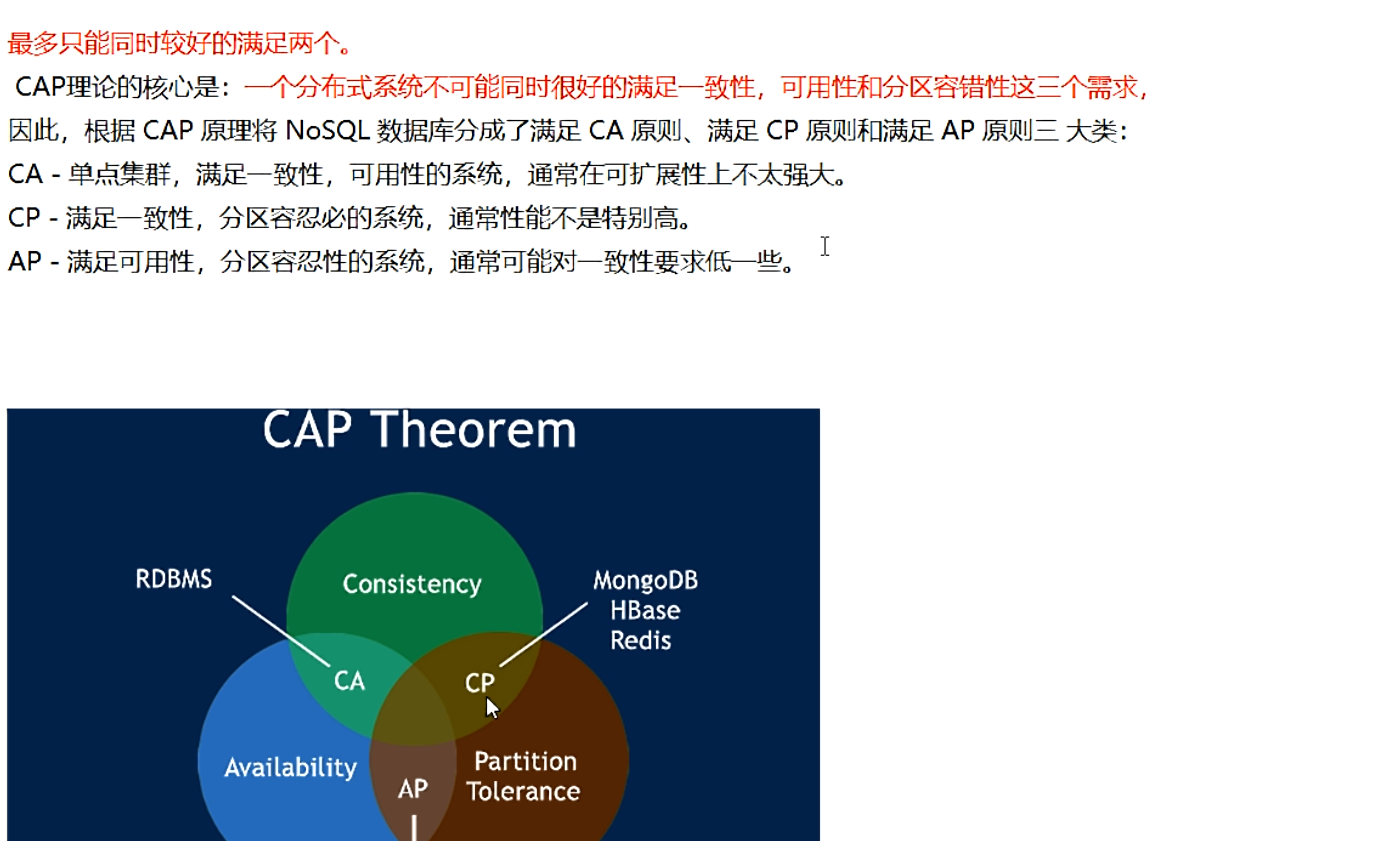 最多只能同时较好的满足两个。
CAP理论的核心是：一个分布式系统不可能同时很好的满足一致性，可用性和分区容错性这三个需求，
因此，根据 CAP 原理将 NoSQL 数据库分成了满足 CA 原则、满足 CP 原则和满足 AP 原则三 大类：
CA - 单点集群，满足一致性，可用性的系统，通常在可扩展性上不太强大。
CP - 满足一致性，分区容忍必的系统，通常性能不是特别高。
AP - 满足可用性，分区容忍性的系统，通常可能对一致性要求低一些。
CAP Theorem
RDBMS
Consistency
MongoDB
HBase
Redis
CA
CP
Availability
Partition
Tolerance
AP